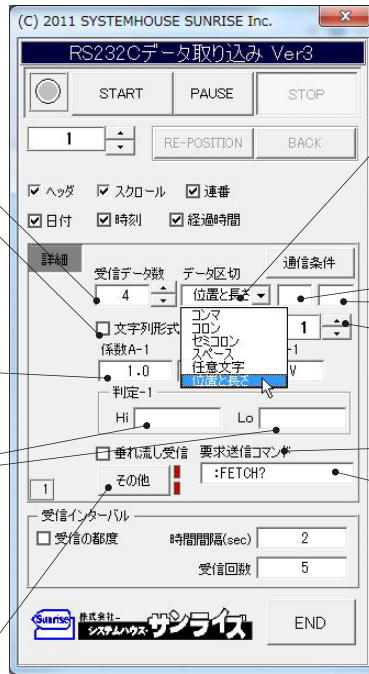 (C) 2011 SYSTEMHOUSE SUNRISE Inc.
RS232Cデータ取り込み Ver3
START PAUSE STOP
1 RE-POSITION BACK
ヘッダ スクロール 連番
日付 時刻 経過時間
詳細 受信データ数 データ区切 通信条件
4 位置と長さ
コンマ
コロン
セミコロン
スペース
任意文字
位置と長さ
文字列形式 1
係数A-1 -1
1.0 V
判定-1
Hi Lo
垂れ流し受信 要求送信コマンド
1 その他 :FETCH?
受信インターバル
受信の都度 時間間隔(sec) 2
受信回数 5
Sunrise 株式会社 システムハウス・サンライズ END